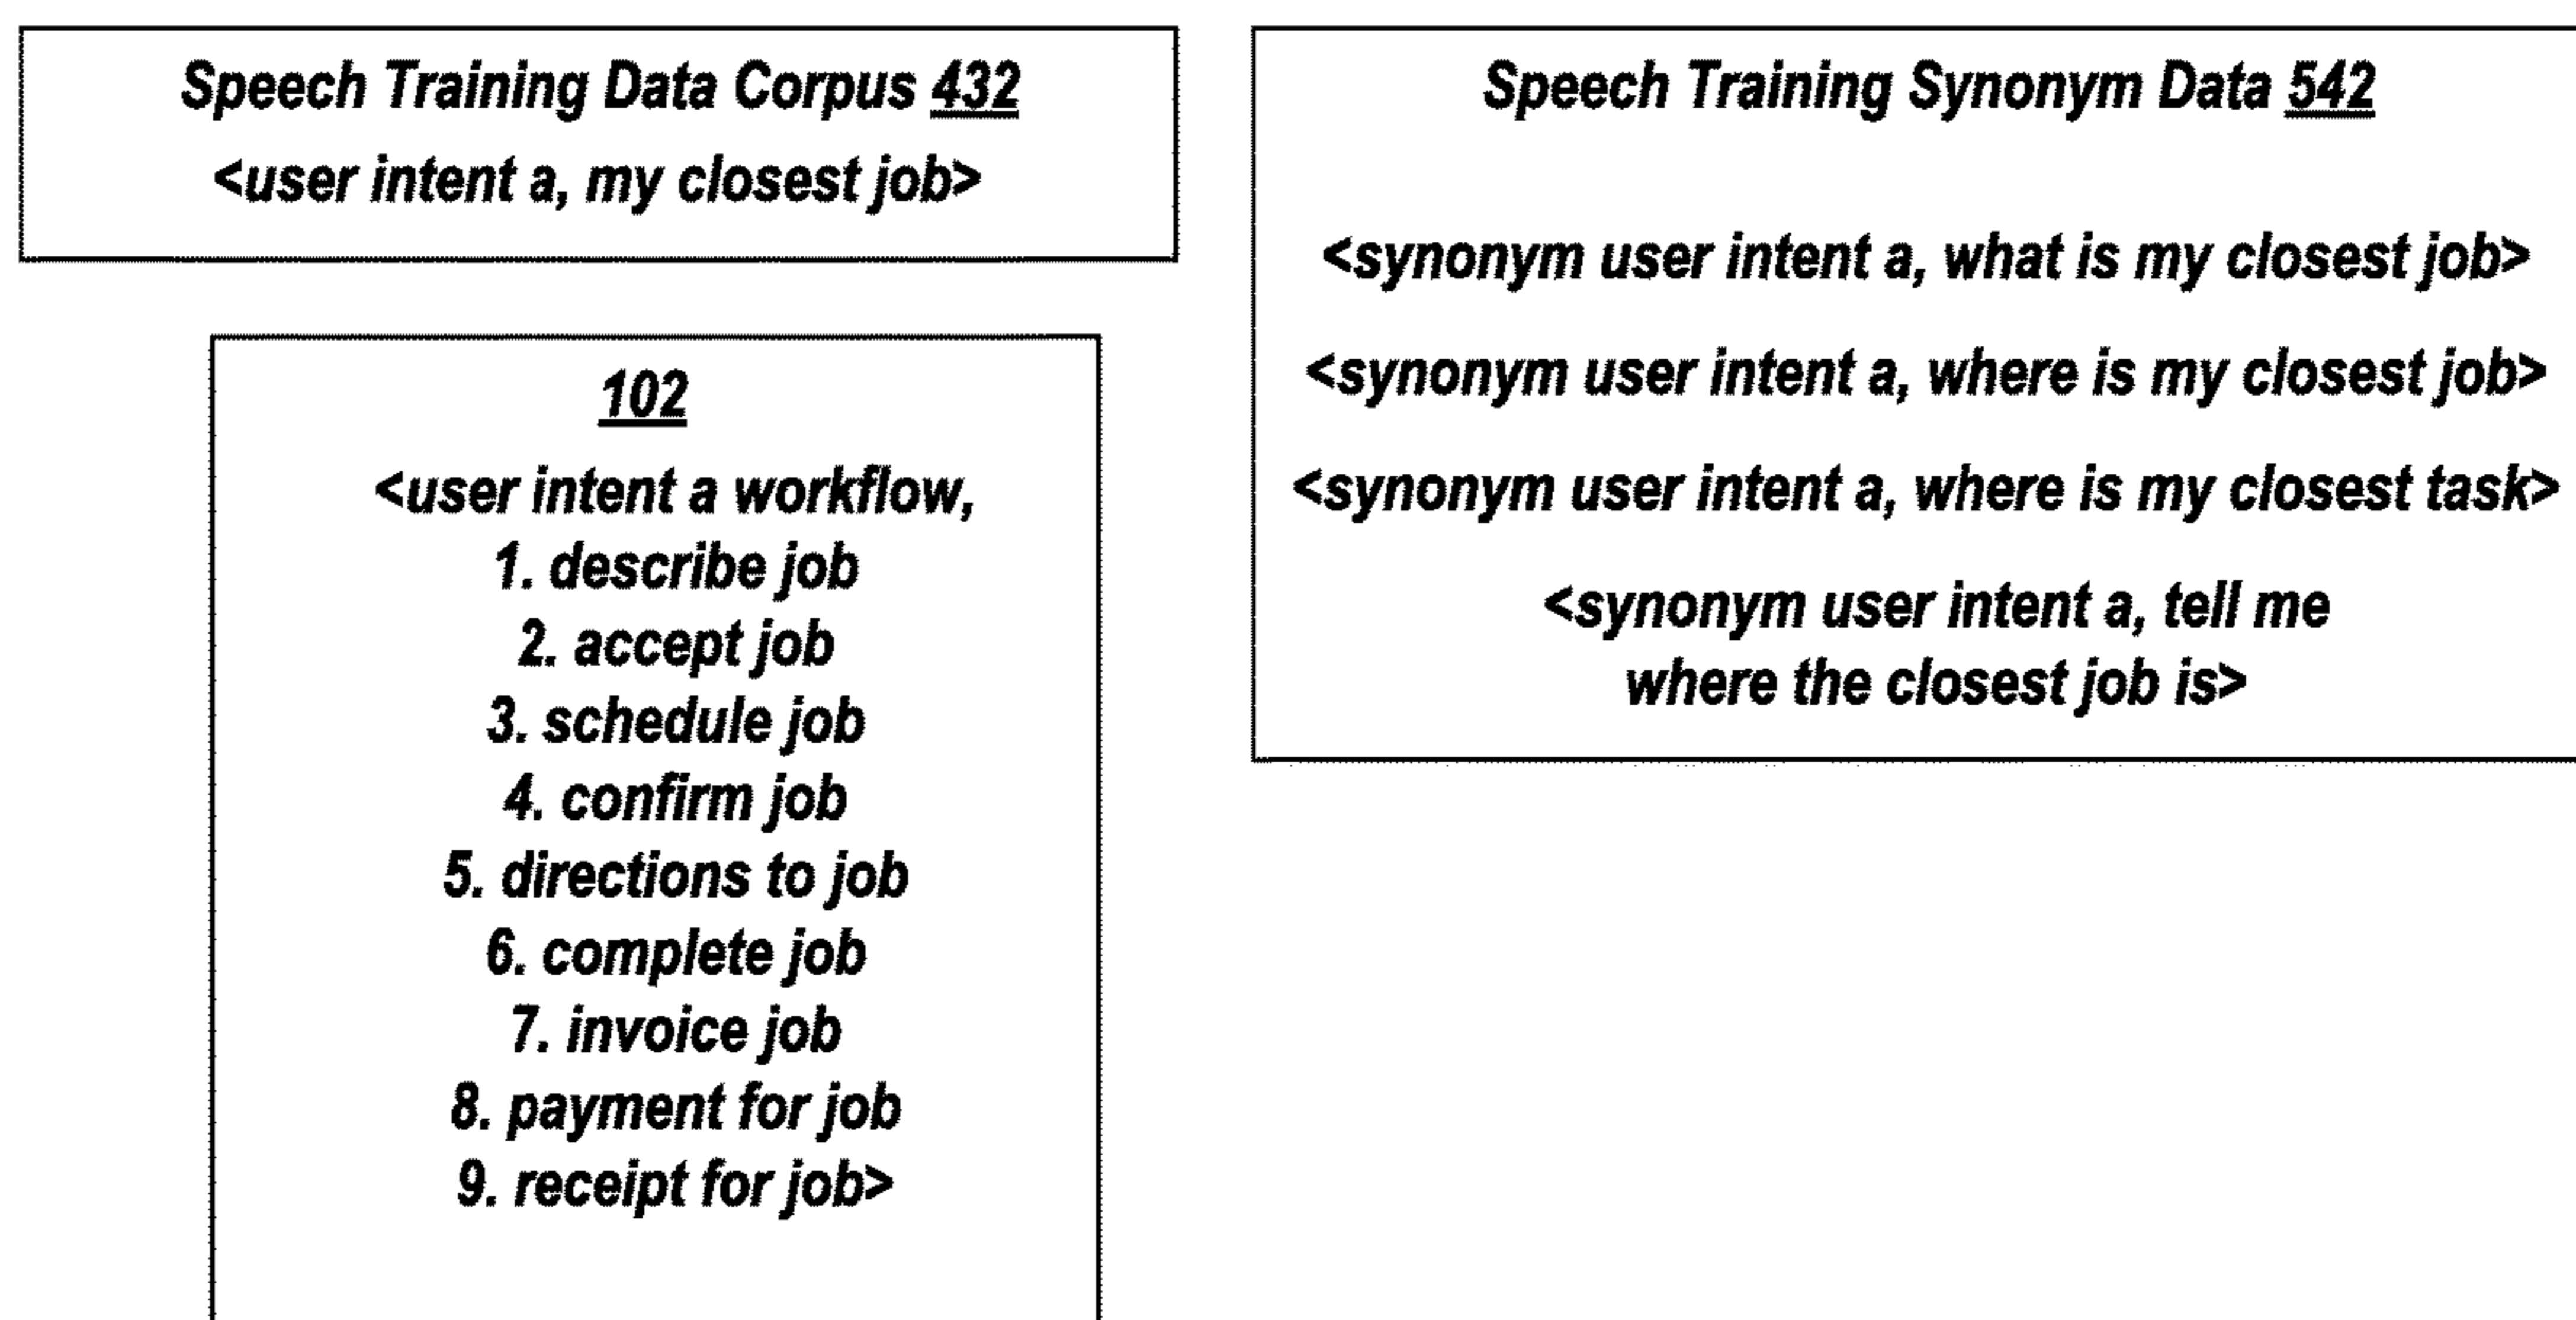 Speech Training Data Corpus 432
<user intent a, my closest job>
102
<user intent a workflow,
1. describe job
2. accept job
3. schedule job
4. confirm job
5. directions to job
6. complete job
7. invoice job
8. payment for job
9. receipt for job>
Speech Training Synonym Data 542
<synonym user intent a, what is my closest job>
<synonym user intent a, where is my closest job>
<synonym user intent a, where is my closest task>
<synonym user intent a, tell me
where the closest job is>